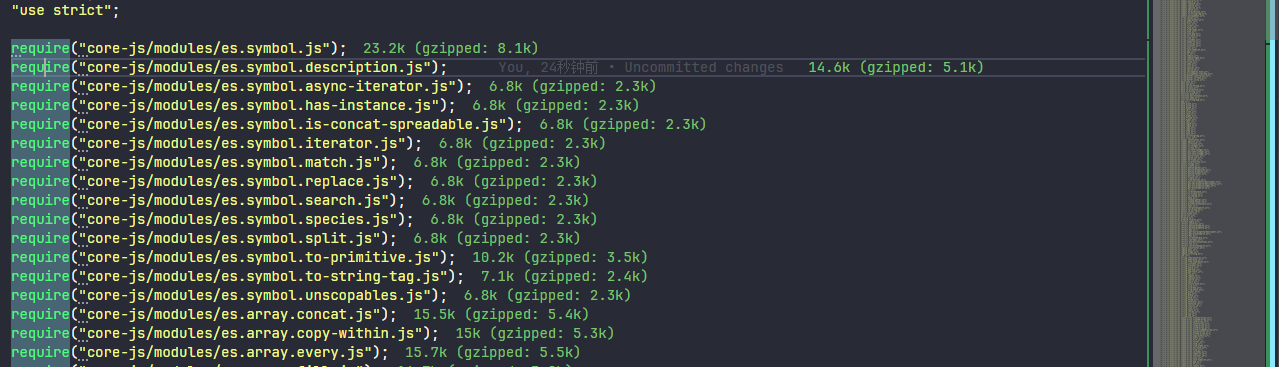 "use strict";
require("core-js/modules/es.symbol.js"); 23.2k (gzipped: 8.1k)
require("core-js/modules/es.symbol.description.js"); You, 24秒钟前 • Uncommitted changes 14.6k (gzipped: 5.1k)
require("core-js/modules/es.symbol.async-iterator.js"); 6.8k (gzipped: 2.3k)
require("core-js/modules/es.symbol.has-instance.js"); 6.8k (gzipped: 2.3k)
require("core-js/modules/es.symbol.is-concat-spreadable.js"); 6.8k (gzipped: 2.3k)
require("core-js/modules/es.symbol.iterator.js"); 6.8k (gzipped: 2.3k)
require("core-js/modules/es.symbol.match.js"); 6.8k (gzipped: 2.3k)
require("core-js/modules/es.symbol.replace.js"); 6.8k (gzipped: 2.3k)
require("core-js/modules/es.symbol.search.js"); 6.8k (gzipped: 2.3k)
require("core-js/modules/es.symbol.species.js"); 6.8k (gzipped: 2.3k)
require("core-js/modules/es.symbol.split.js"); 6.8k (gzipped: 2.3k)
require("core-js/modules/es.symbol.to-primitive.js"); 10.2k (gzipped: 3.5k)
require("core-js/modules/es.symbol.to-string-tag.js"); 7.1k (gzipped: 2.4k)
require("core-js/modules/es.symbol.unscopables.js"); 6.8k (gzipped: 2.3k)
require("core-js/modules/es.array.concat.js"); 15.5k (gzipped: 5.4k)
require("core-js/modules/es.array.copy-within.js"); 15k (gzipped: 5.3k)
require("core-js/modules/es.array.every.js"); 15.7k (gzipped: 5.5k)